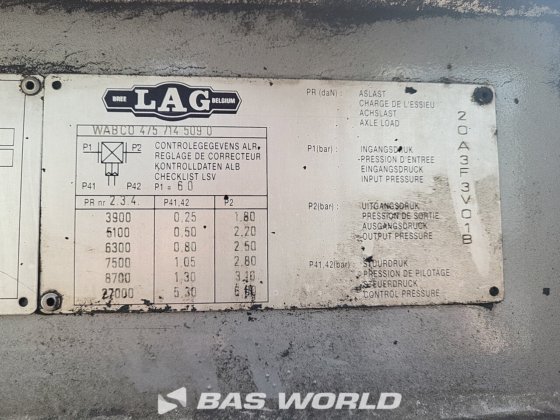 BREE LAG BELGIUM
WABCO 475 714 509 0
P1 P2
P41 P42
CONTROLEGEGEVENS ALR
REGLAGE DE CORRECTEUR
KONTROLLDATEN ALB
CHECKLIST LSV
P1 = 6.0
PR nr 2.3.4. P41,42 P2
3900 0.25 1.80
5100 0.50 2.20
6300 0.80 2.50
7500 1.05 2.80
8700 1.30 3.10
5.30
PR (daN) : ASLAST
CHARGE DE L'ESSIEU
ACHSLAST
AXLE LOAD
P1(bar) : INGANGSDRUK
PRESSION D'ENTREE
EINGANGSDRUCK
INPUT PRESSURE
P2(bar) : UITGANGSDRUK
PRESSION DE SORTIE
AUSGANGSDRUCK
OUTPUT PRESSURE
P41,42(bar) : STUURDRUK
PRESSION DE PILOTAGE
STEUERDRUCK
CONTROL PRESSURE
20A3F3V01B
BAS WORLD